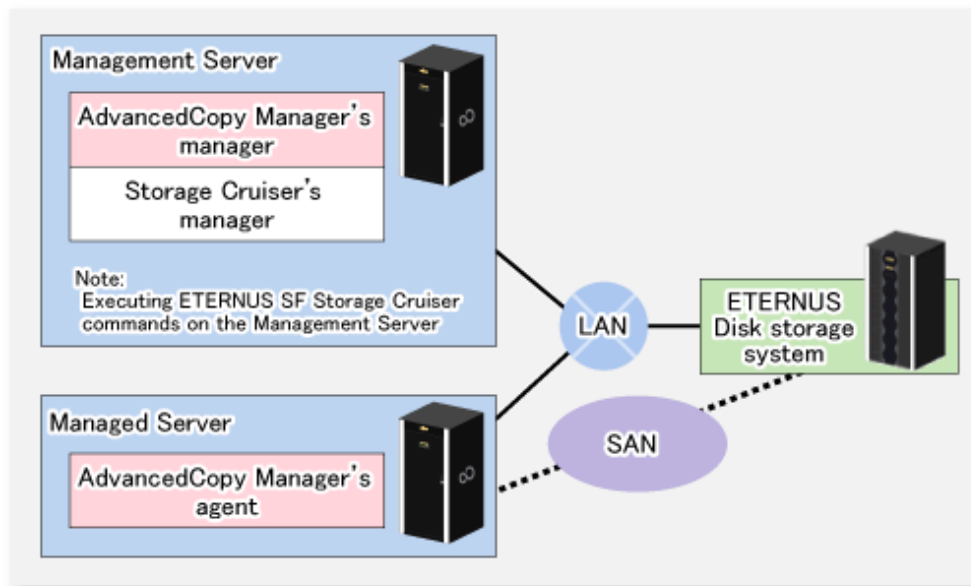 Management Server
AdvancedCopy Manager's
manager
Storage Cruiser's
manager
Note:
Executing ETERNUS SF Storage Cruiser
commands on the Management Server
LAN
ETERNUS
Disk storage
system
Managed Server
AdvancedCopy Manager's
agent
SAN